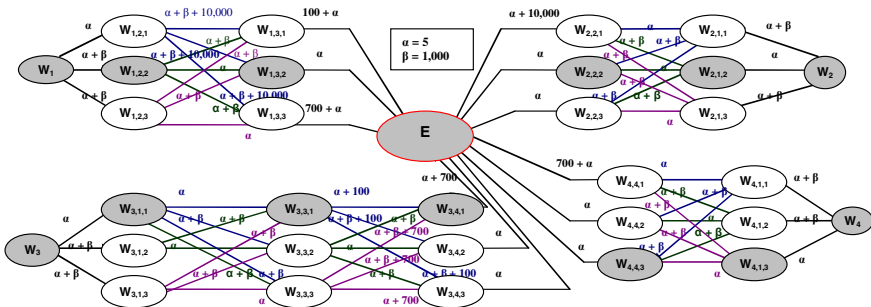 α
α + β + 10,000
100 + α
α + 10,000
α
α + β
W1,2,1
W1,3,1
W2,2,1
W2,1,1
α = 5
β = 1,000
α + β
α + β
α + β
α + β
α + β
α + β + 10,000
α
α
α
α
W1
W1,2,2
W1,3,2
W2,2,2
W2,1,2
W2
α + β
α + β
α + β + 10,000
α + β
α + β
α + β
α
α + β
α + β
700 + α
W1,2,3
W1,3,3
W2,2,3
W2,1,3
α
α
E
α + 700
700 + α
α
α + β
W4,4,1
W4,1,1
α
α
α + 100
α + β
α + β
W3,1,1
W3,3,1
W3,4,1
α + β
α + β
α + β
α + β
α + β + 100
α
α
α + β
W4,4,2
W4,1,2
W4
α + β
α + β + 700
α
α
α
W3
W3,1,2
W3,3,2
W3,4,2
α + β
α + β
α
α + β
α + β
α + β
α + β + 700
α + β
α + β + 100
α + β
W4,4,3
W4,1,3
α
W3,1,3
W3,3,3
W3,4,3
α
α + 700
α